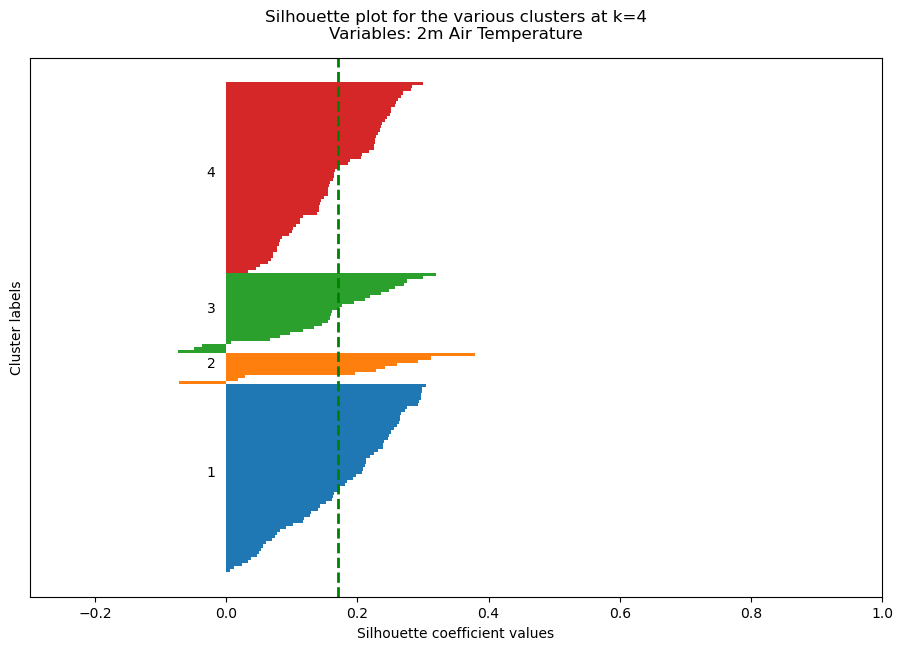 Silhouette plot for the various clusters at k=4
Variables: 2m Air Temperature
Cluster labels
4
3
2
1
−0.2
0.0
0.2
0.4
0.6
0.8
1.0
Silhouette coefficient values